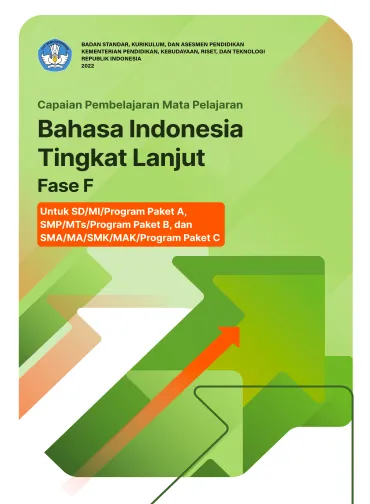 BADAN STANDAR, KURIKULUM, DAN ASESMEN PENDIDIKAN
KEMENTERIAN PENDIDIKAN, KEBUDAYAAN, RISET, DAN TEKNOLOGI
REPUBLIK INDONESIA
2022
Capaian Pembelajaran Mata Pelajaran
Bahasa Indonesia
Tingkat Lanjut
Fase F
Untuk SD/MI/Program Paket A,
SMP/MTs/Program Paket B, dan
SMA/MA/SMK/MAK/Program Paket C